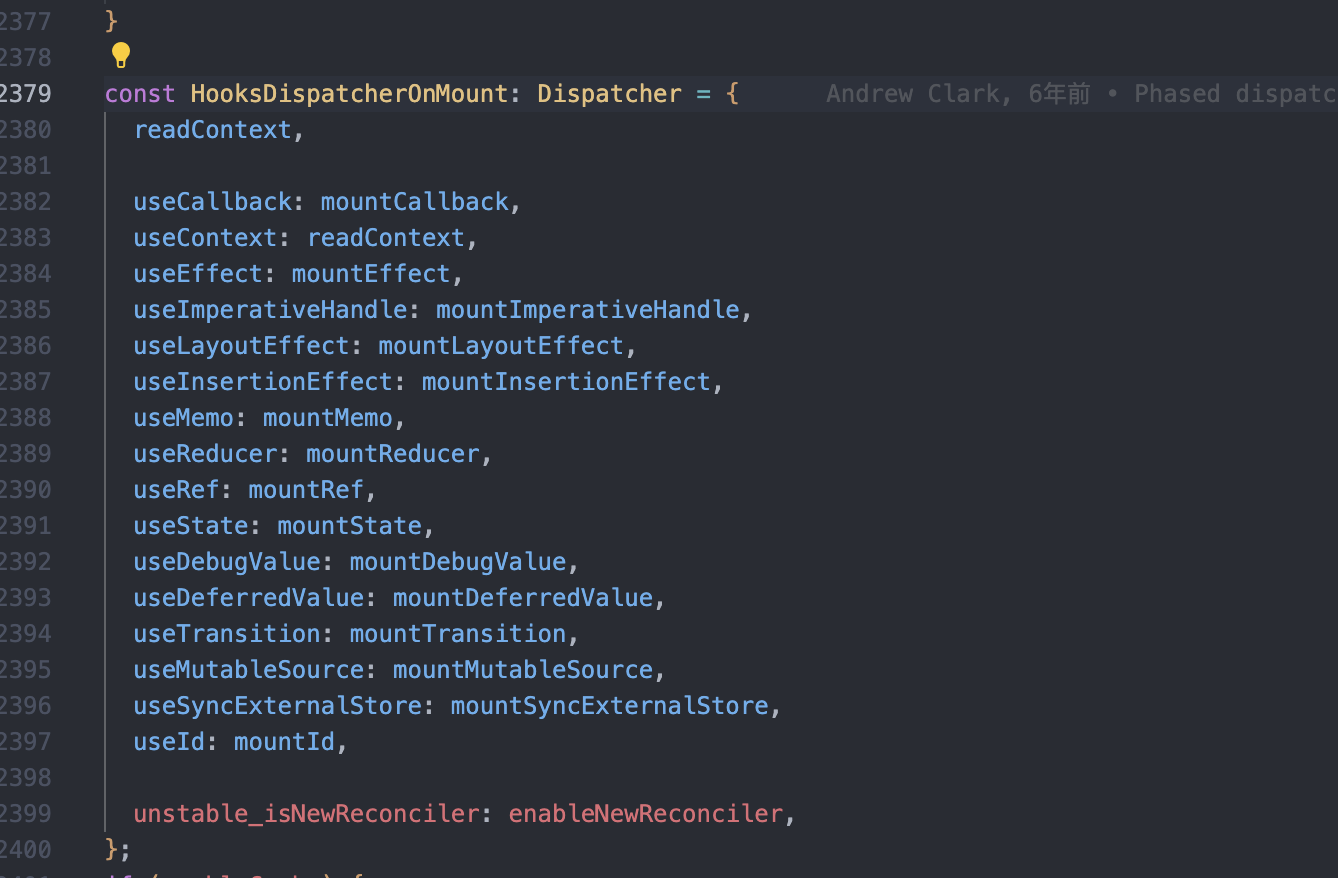 2377 }
2378
2379 const HooksDispatcherOnMount: Dispatcher = { Andrew Clark, 6年前 • Phased dispatc
2380 readContext,
2381
2382 useCallback: mountCallback,
2383 useContext: readContext,
2384 useEffect: mountEffect,
2385 useImperativeHandle: mountImperativeHandle,
2386 useLayoutEffect: mountLayoutEffect,
2387 useInsertionEffect: mountInsertionEffect,
2388 useMemo: mountMemo,
2389 useReducer: mountReducer,
2390 useRef: mountRef,
2391 useState: mountState,
2392 useDebugValue: mountDebugValue,
2393 useDeferredValue: mountDeferredValue,
2394 useTransition: mountTransition,
2395 useMutableSource: mountMutableSource,
2396 useSyncExternalStore: mountSyncExternalStore,
2397 useId: mountId,
2398
2399 unstable_isNewReconciler: enableNewReconciler,
2400 };